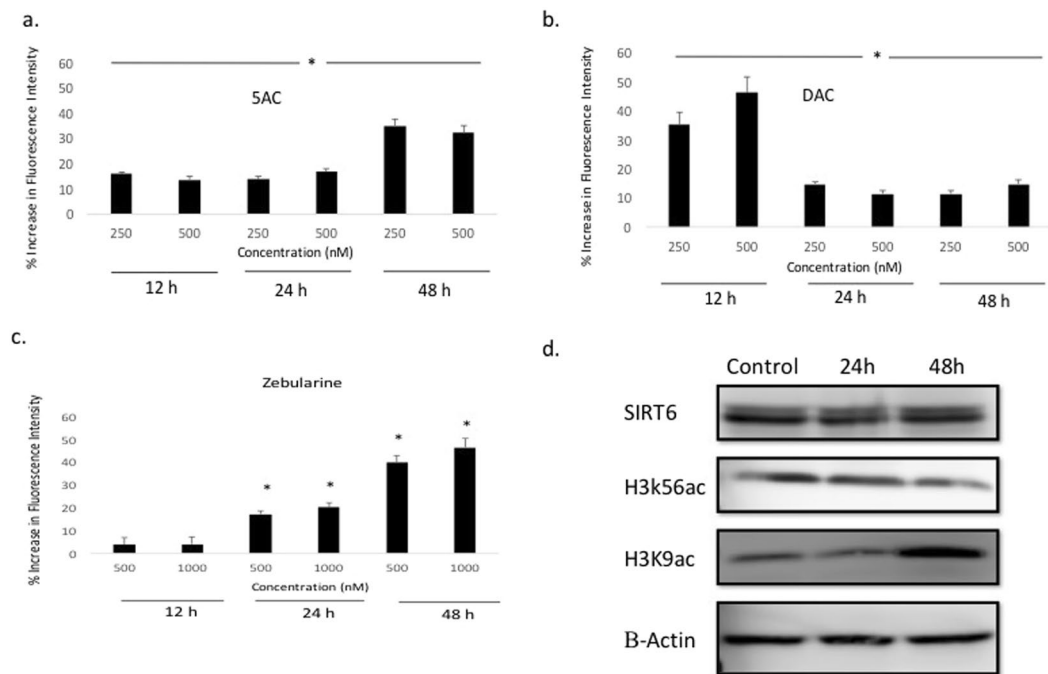 a.
% Increase in Fluorescence Intensity
60
50
40
30
20
10
0
*
5AC
250 500 250 500 250 500
Concentration (nM)
12 h 24 h 48 h
b.
% Increase in Fluorescence Intensity
60
50
40
30
20
10
0
*
DAC
250 500 250 500 250 500
Concentration (nM)
12 h 24 h 48 h
c.
Zebularine
% Increase in Fluorescence Intensity
60
50
40
30
20
10
0
* * * *
500 1000 500 1000 500 1000
Concentration (nM)
12 h 24 h 48 h
d.
Control 24h 48h
SIRT6
H3k56ac
H3K9ac
B-Actin